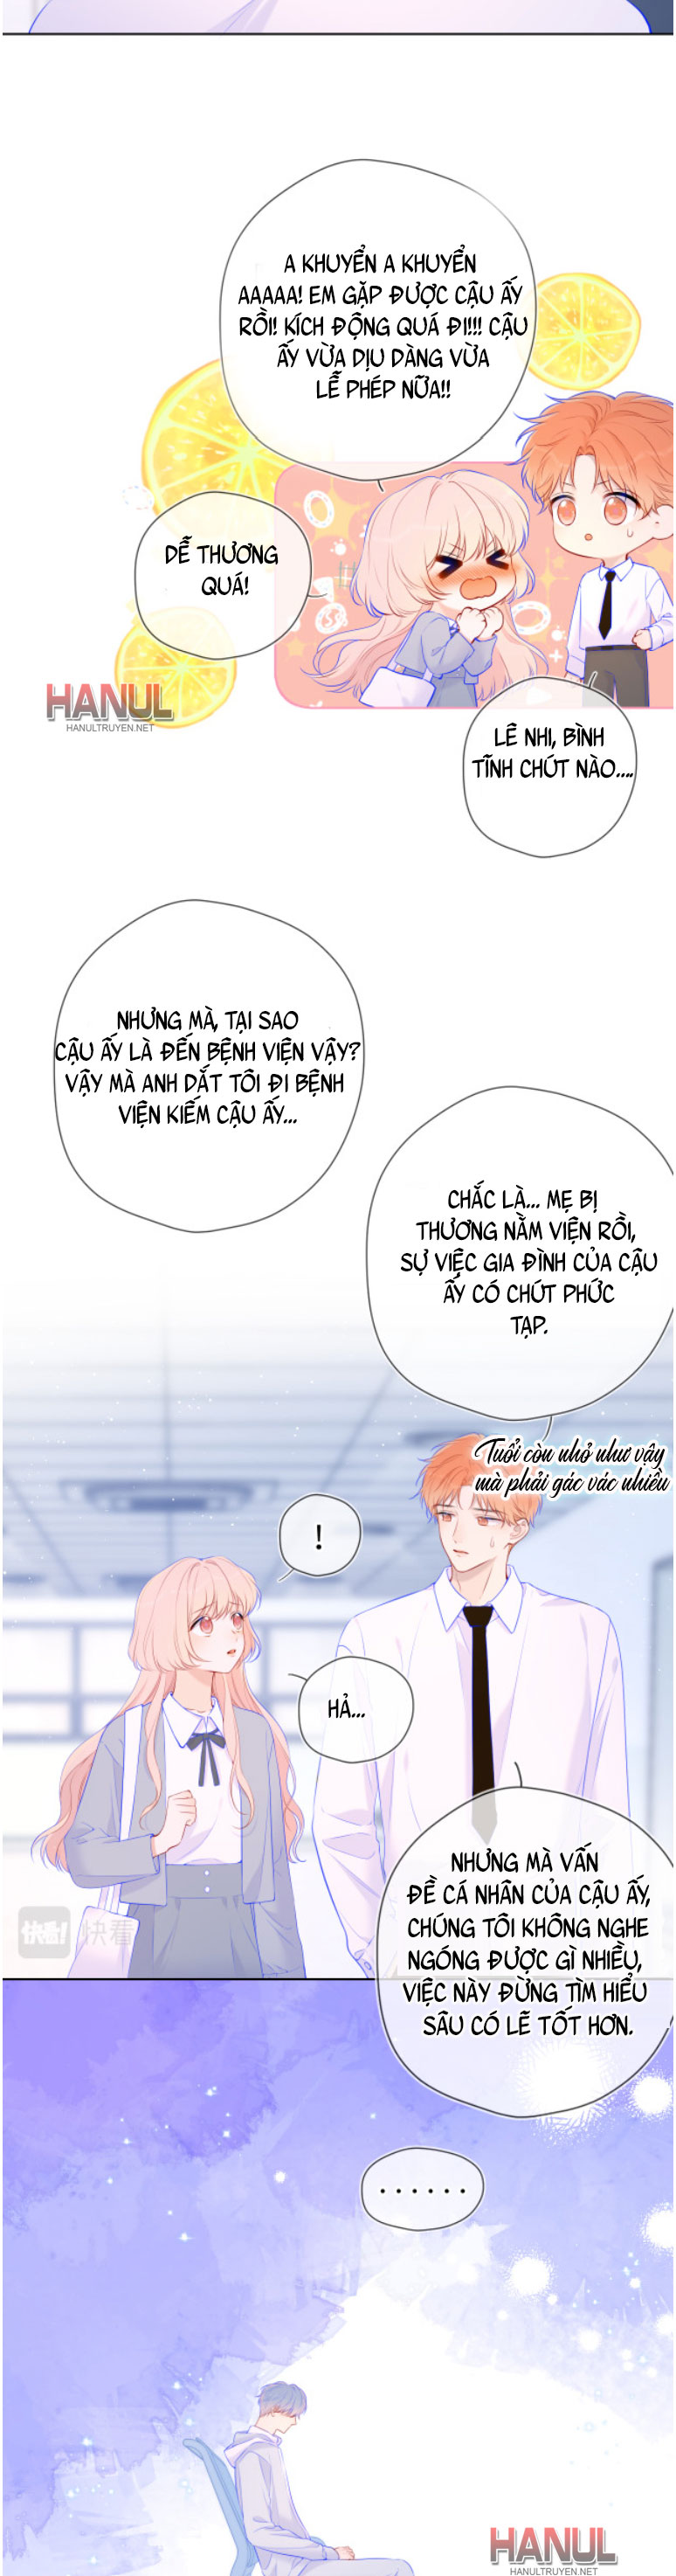 A KHUYỂN A KHUYỂN
AAAAA! EM GẶP ĐƯỢC CẬU ẤY
RỒI! KÍCH ĐỘNG QUÁ ĐI!!! CẬU
ẤY VỪA DỊU DÀNG VỪA
LỄ PHÉP NỮA!!
DỄ THƯƠNG
QUÁ!
HANUL
HANULTRUYEN.NET
LÊ NHI, BÌNH
TĨNH CHÚT NÀO....
NHƯNG MÀ, TẠI SAO
CẬU ẤY LÀ ĐẾN BỆNH VIỆN VẬY?
VẬY MÀ ANH DẮT TÔI ĐI BỆNH
VIỆN KIẾM CẬU ẤY...
CHẮC LÀ... MẸ BỊ
THƯƠNG NẰM VIỆN RỒI,
SỰ VIỆC GIA ĐÌNH CỦA CẬU
ẤY CÓ CHÚT PHỨC
TẠP.
Tuổi còn nhỏ như vậy
mà phải gác vác nhiều
!
HẢ...
NHƯNG MÀ VẤN
ĐỀ CÁ NHÂN CỦA CẬU ẤY,
CHÚNG TÔI KHÔNG NGHE
NGÓNG ĐƯỢC GÌ NHIỀU,
VIỆC NÀY ĐỪNG TÌM HIỂU
SÂU CÓ LẼ TỐT HƠN.
快看! 快看
......
HANUL
HANULTRUYEN.NET